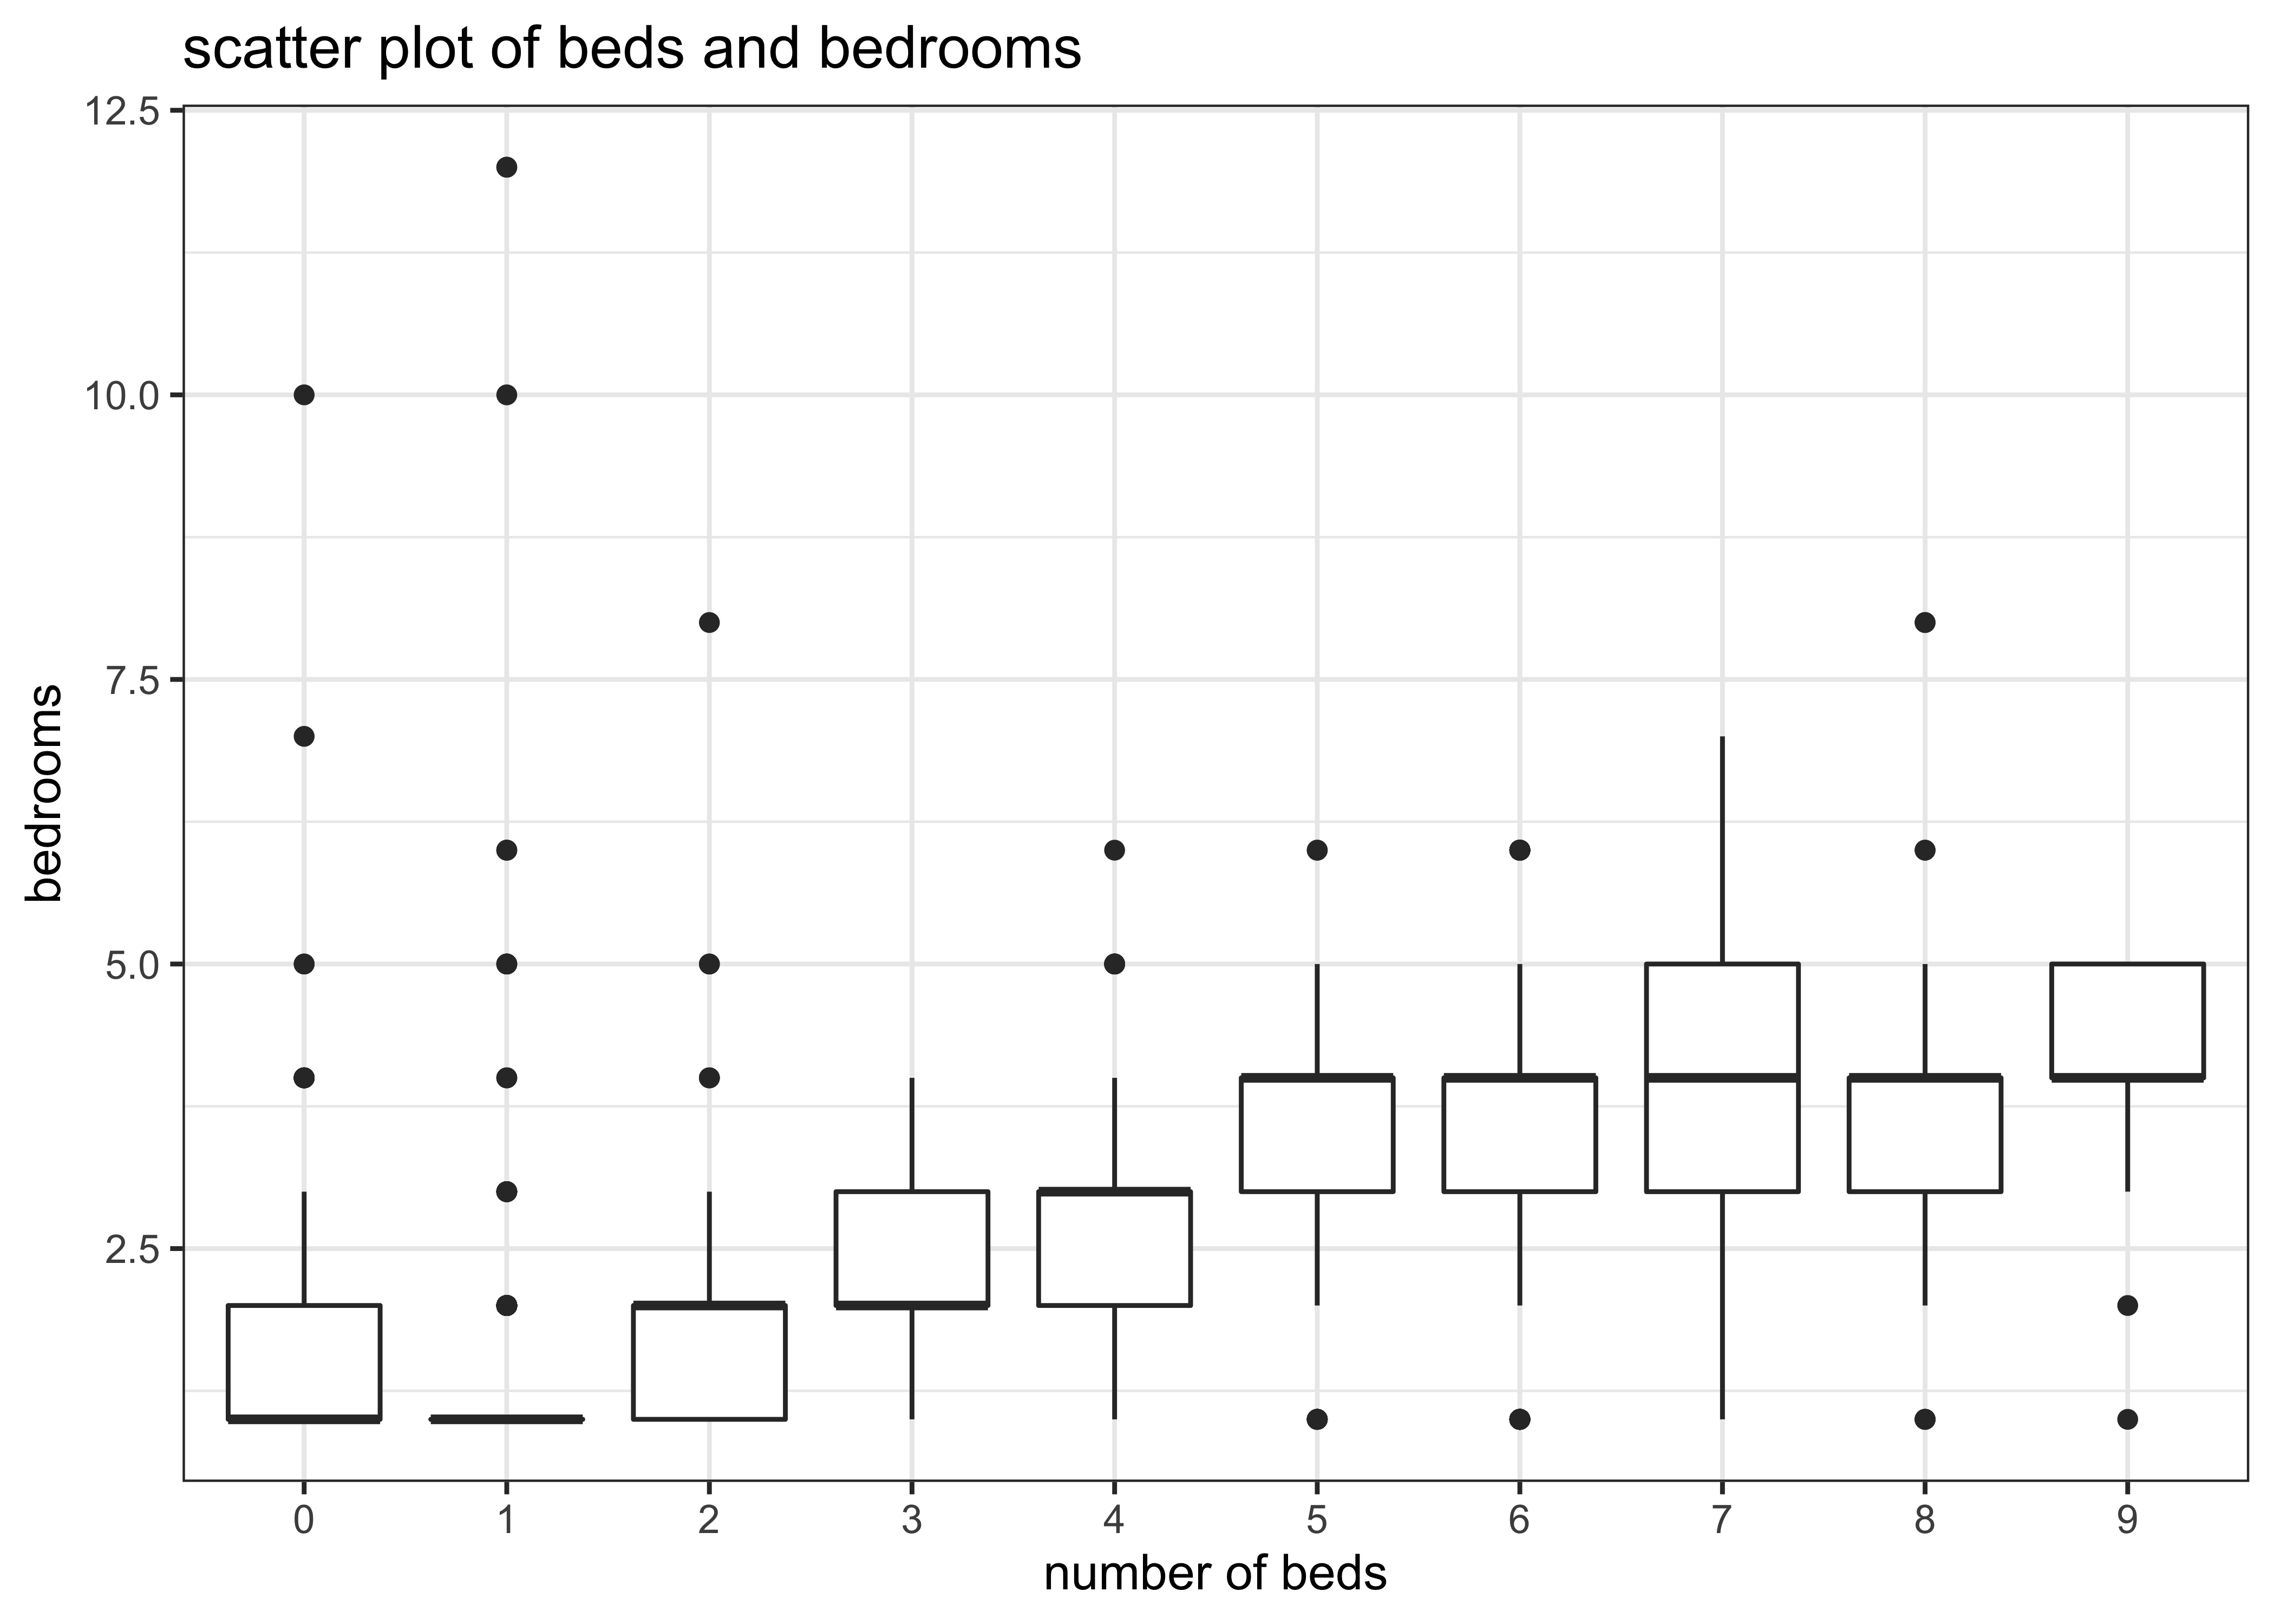 scatter plot of beds and bedrooms
12.5
10.0
7.5
5.0
2.5
bedrooms
0 1 2 3 4 5 6 7 8 9
number of beds